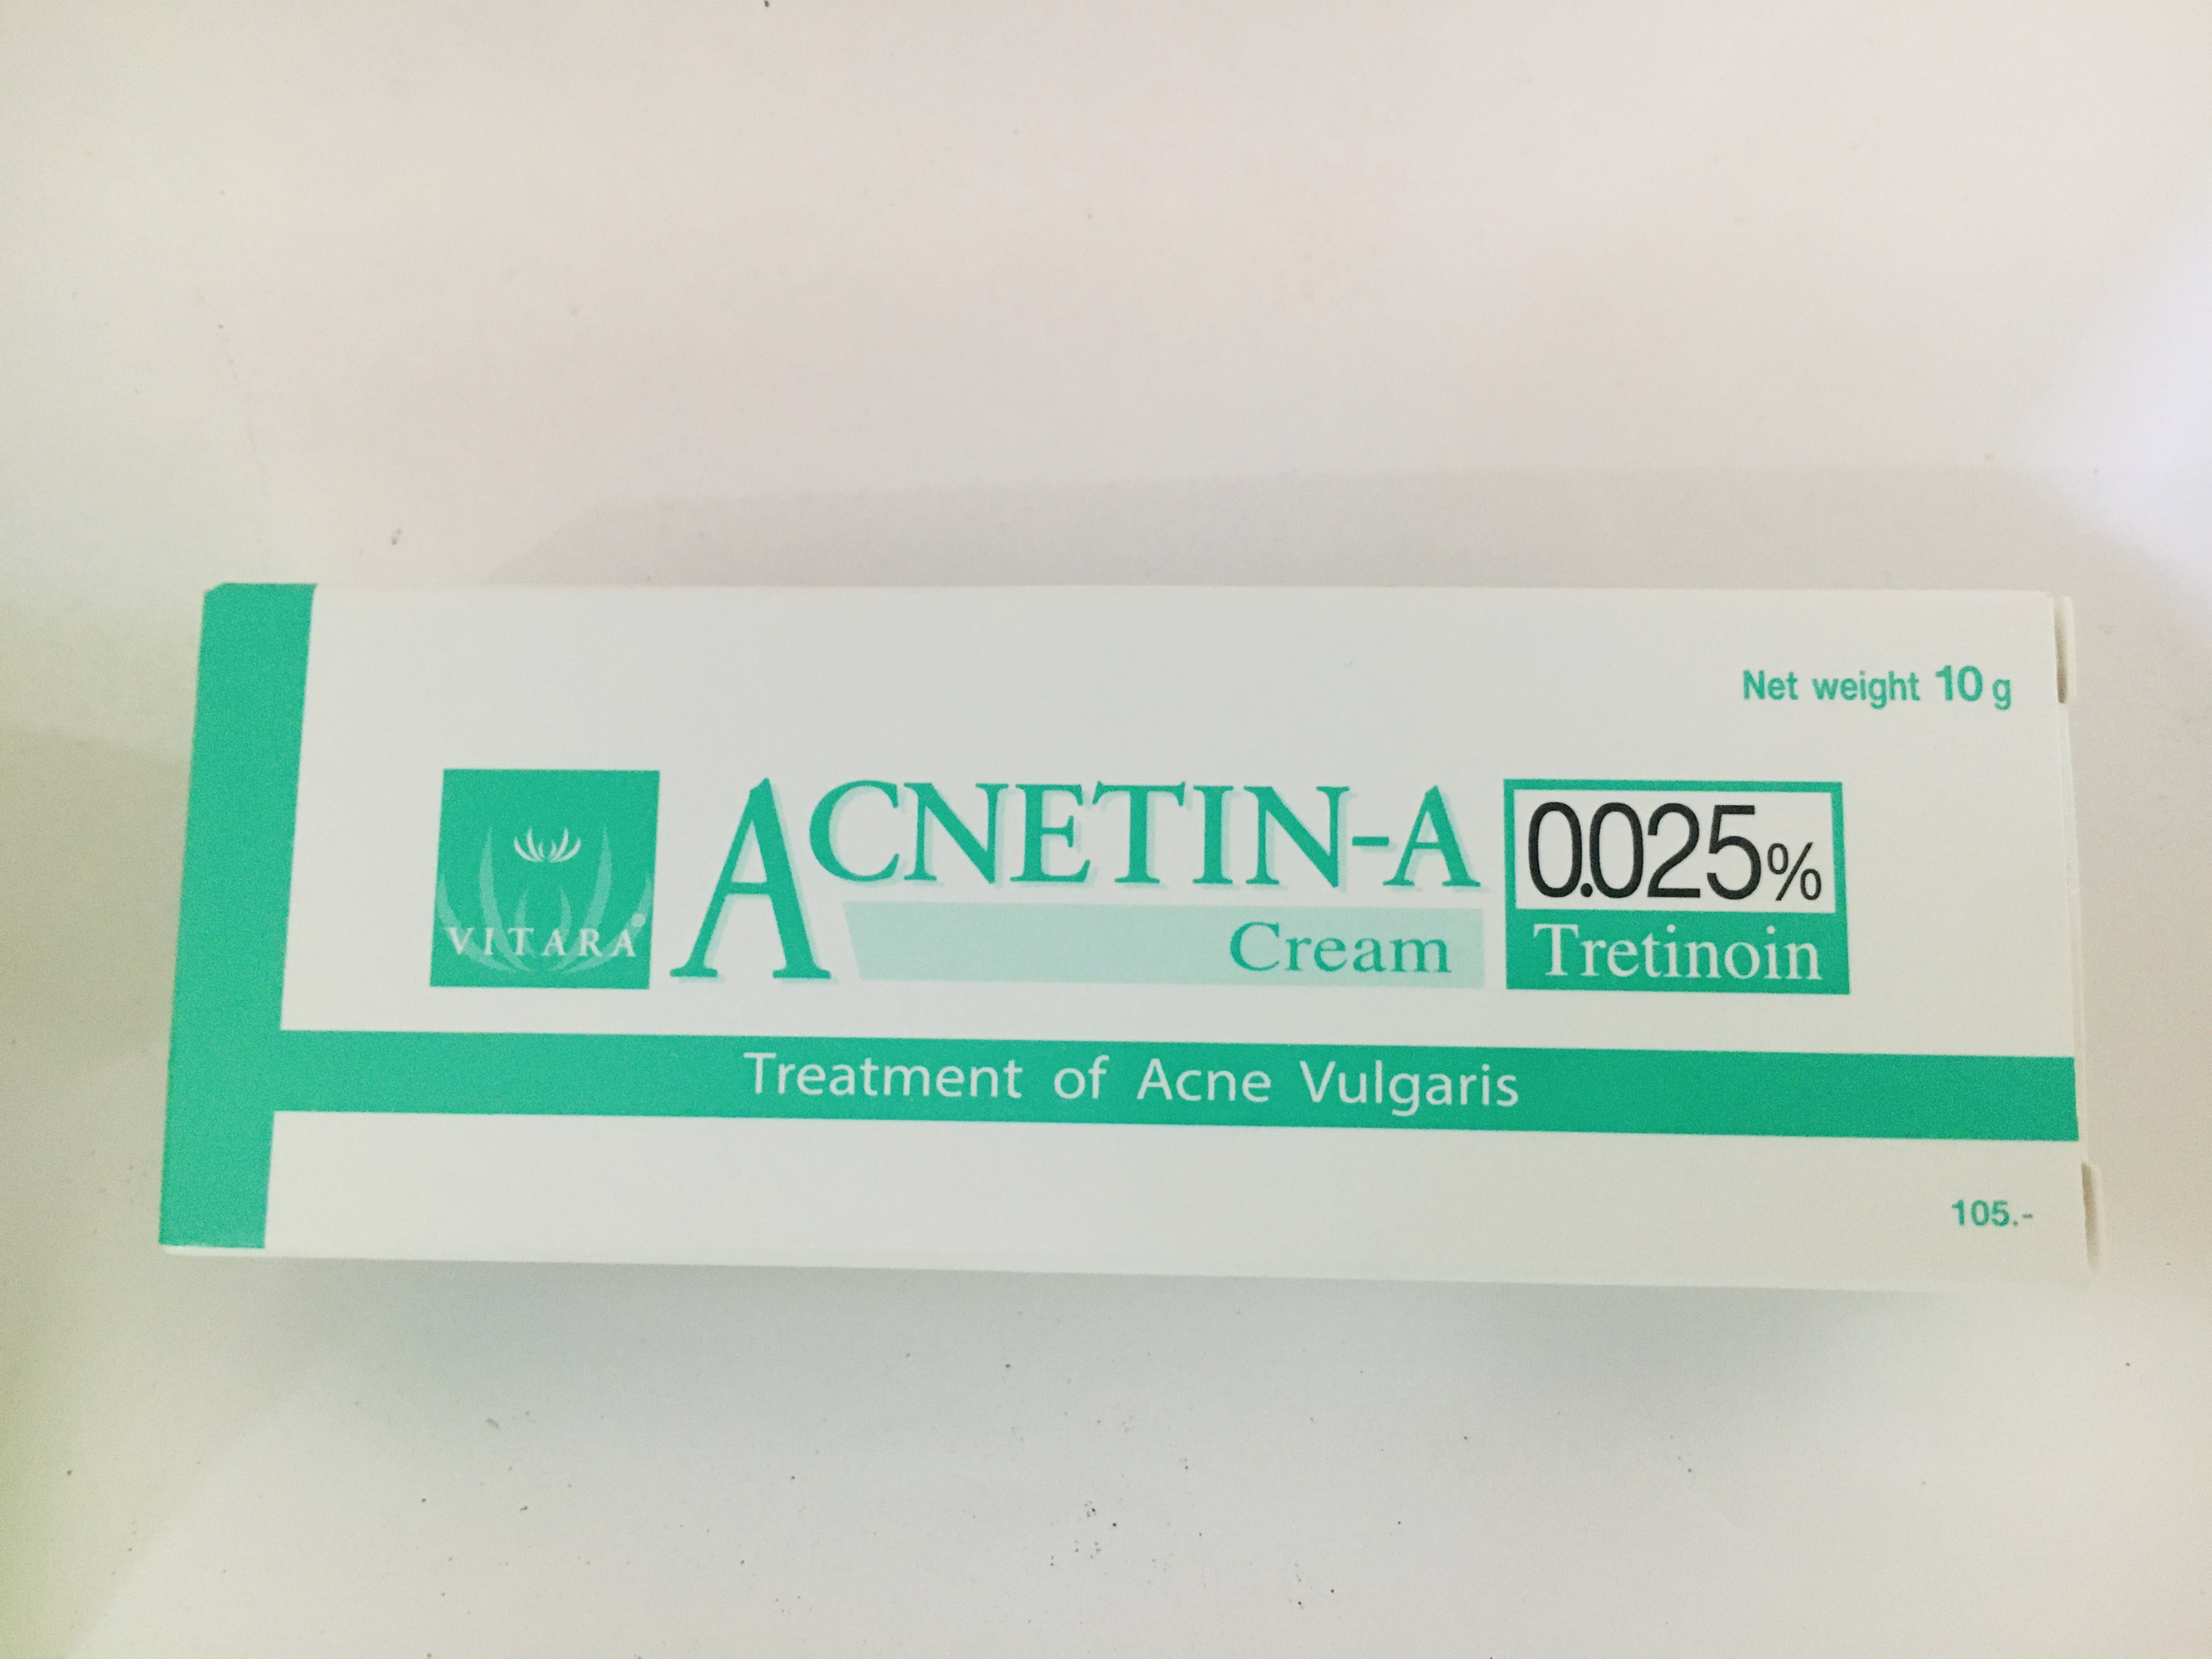 Net weight 10 g
VITARA
ACNETIN-A
Cream
0.025%
Tretinoin
Treatment of Acne Vulgaris
105.-